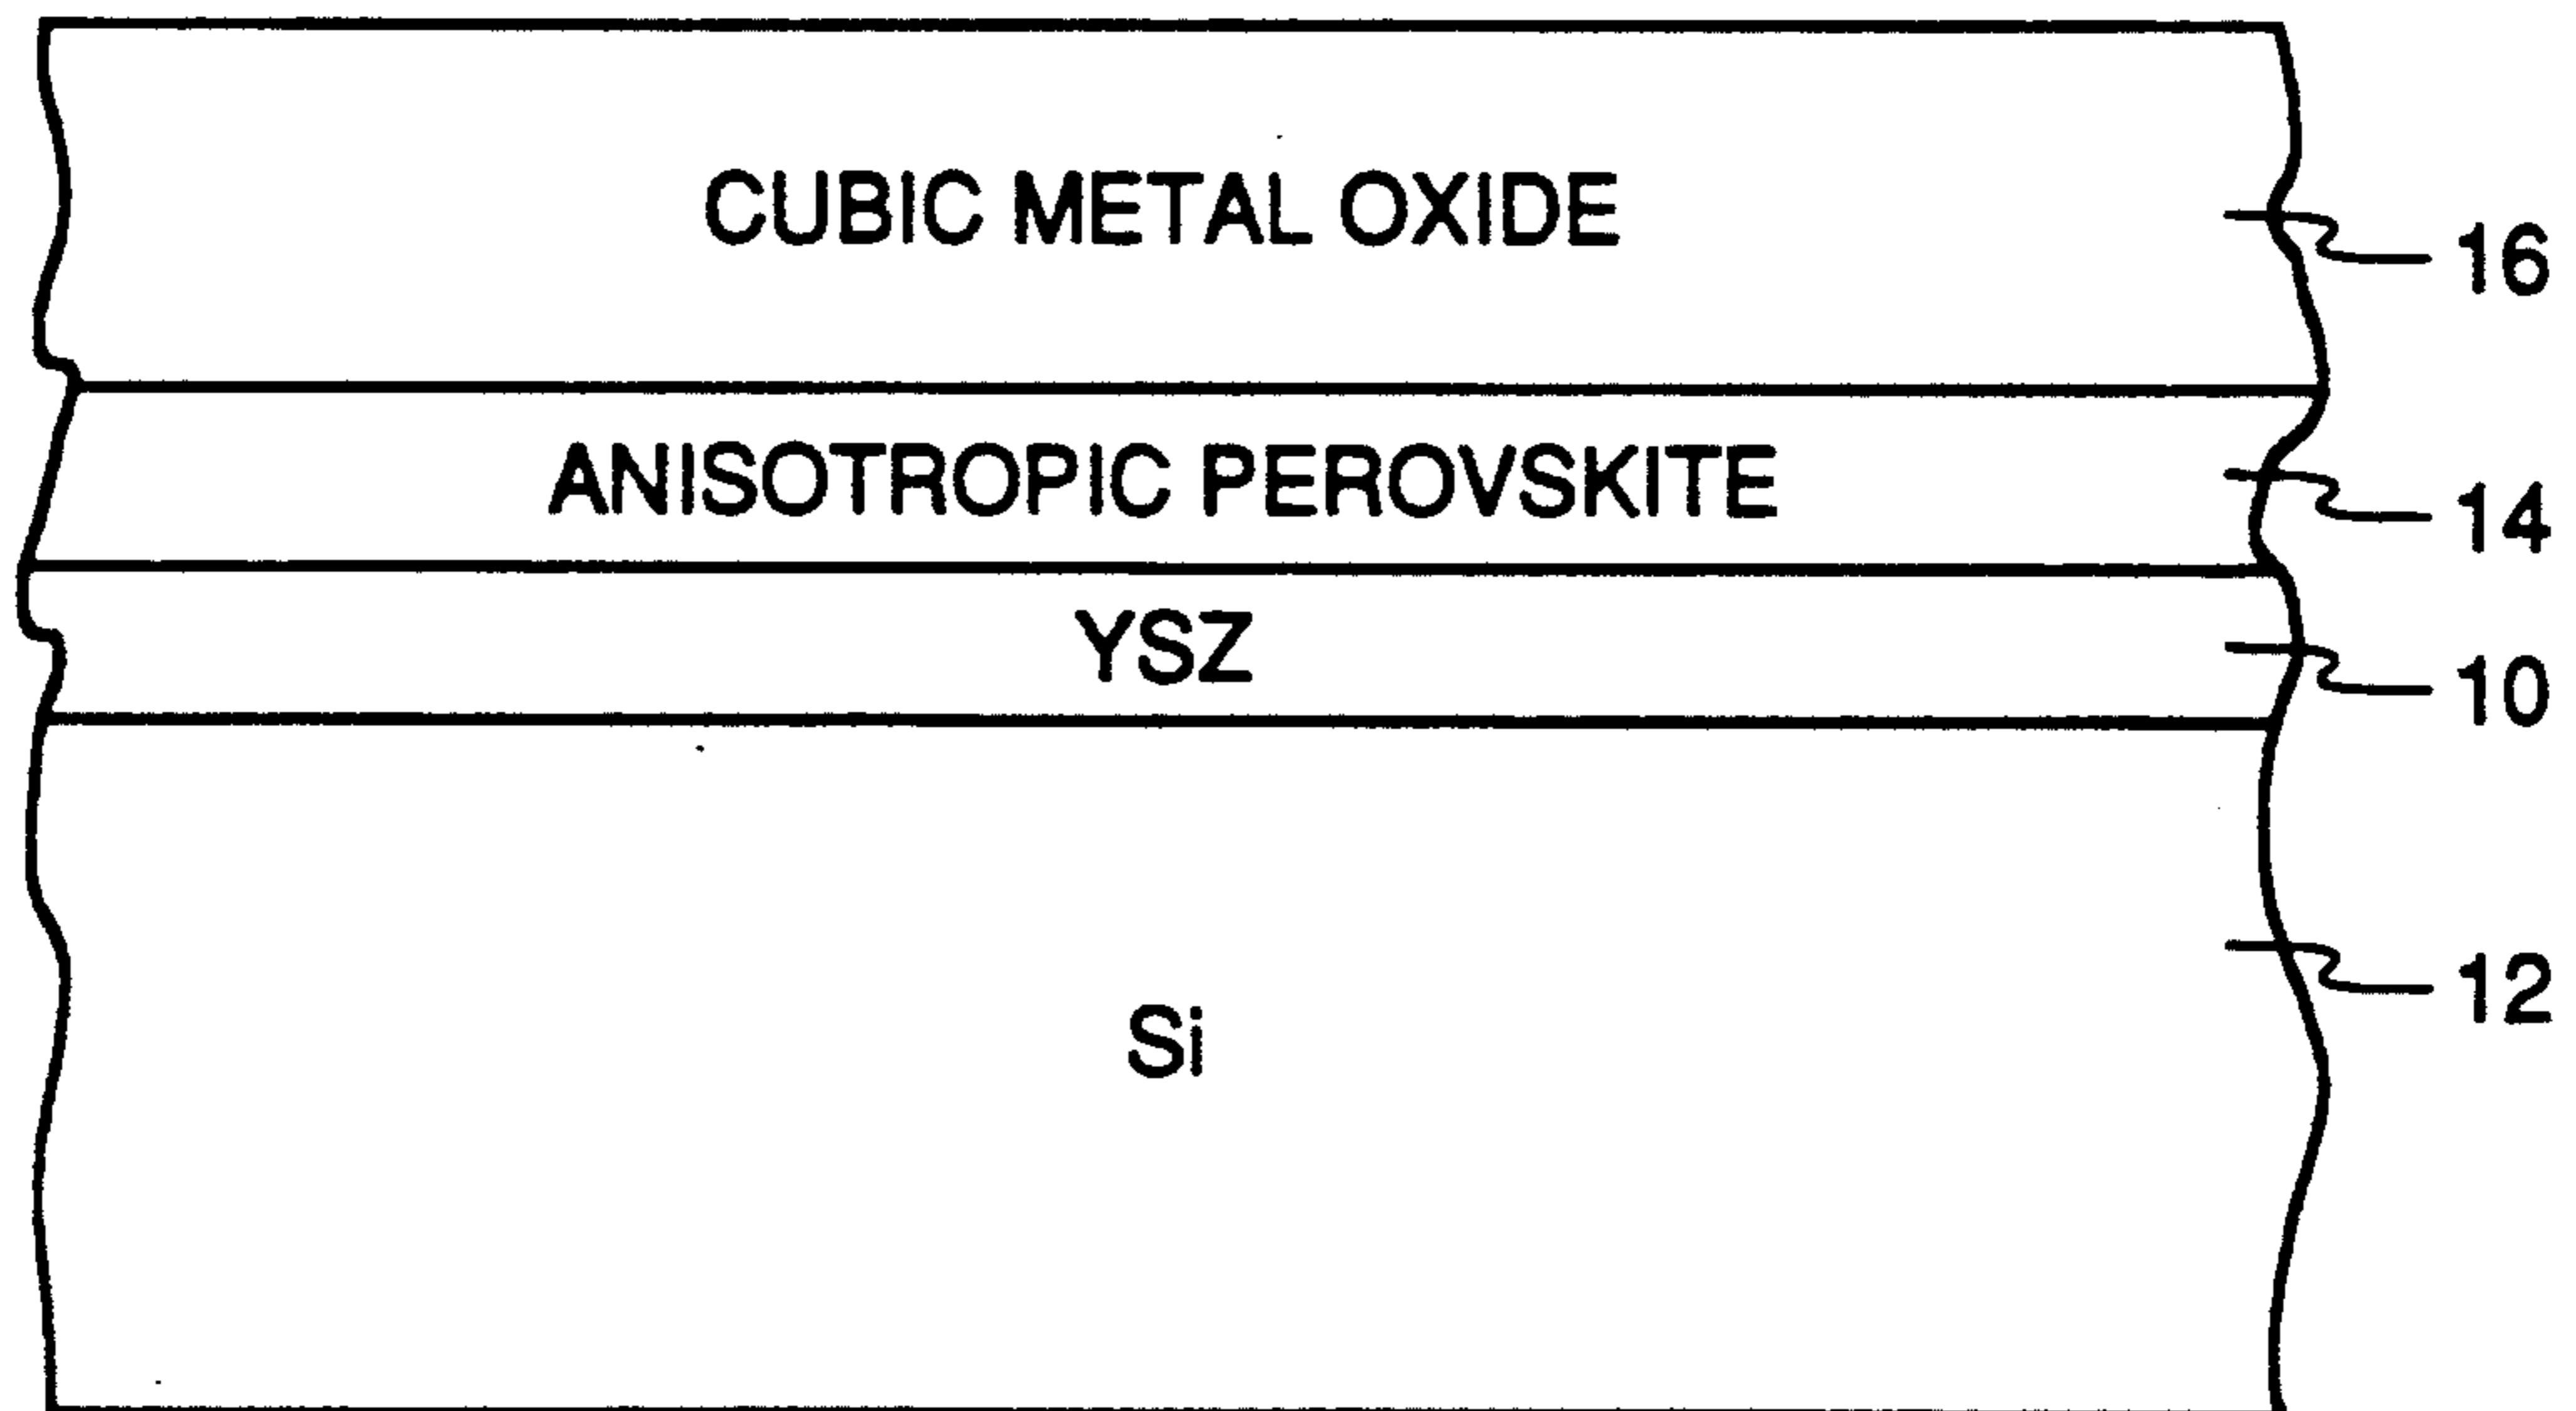 CUBIC METAL OXIDE
16
ANISOTROPIC PEROVSKITE
14
YSZ
10
12
Si